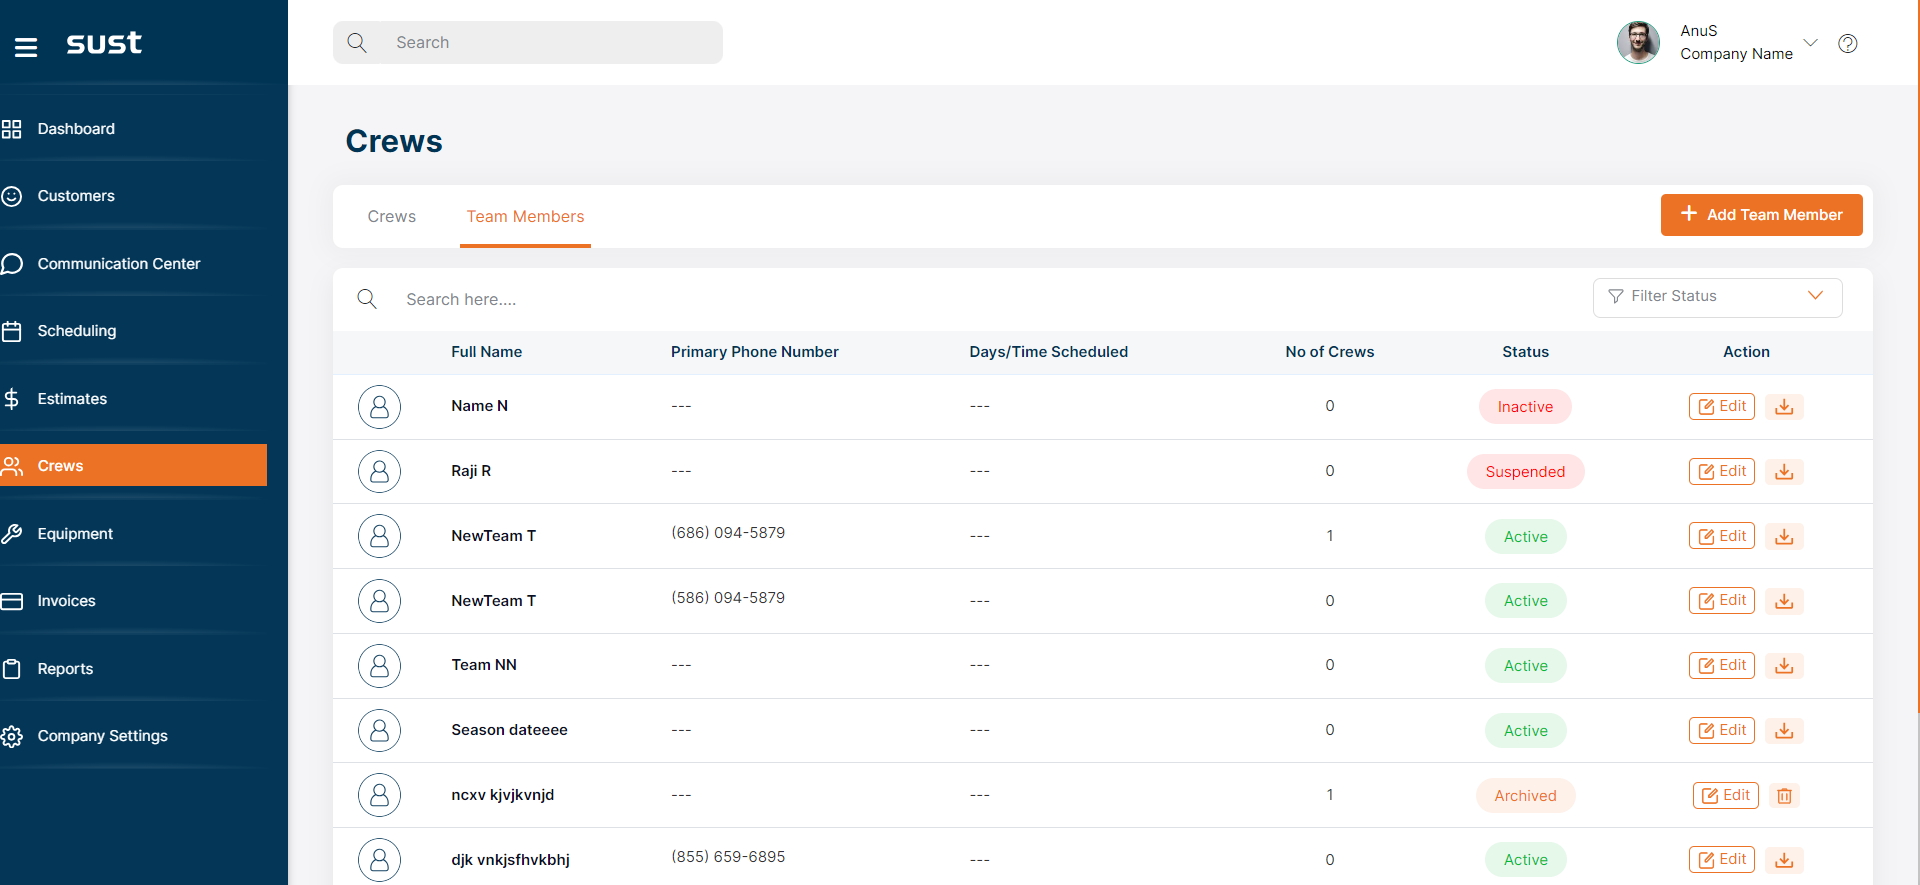 sust
Search
AnuS
Company Name
Dashboard
Customers
Communication Center
Scheduling
Estimates
Crews
Equipment
Invoices
Reports
Company Settings
Crews
Crews Team Members
+ Add Team Member
Search here....
Filter Status
Full Name Primary Phone Number Days/Time Scheduled No of Crews Status Action
Name N --- --- 0 Inactive Edit
Raji R --- --- 0 Suspended Edit
NewTeam T (686) 094-5879 --- 1 Active Edit
NewTeam T (586) 094-5879 --- 0 Active Edit
Team NN --- --- 0 Active Edit
Season dateeee --- --- 0 Active Edit
ncxv kjvjkvnjd --- --- 1 Archived Edit
djk vnkjsfhvkbhj (855) 659-6895 --- 0 Active Edit